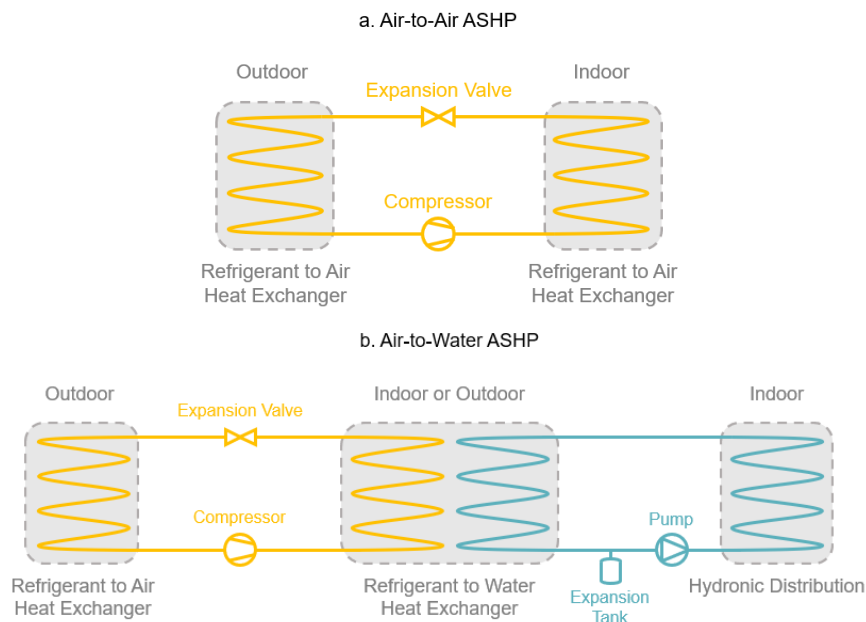 a. Air-to-Air ASHP
Outdoor
Indoor
Expansion Valve
Compressor
Refrigerant to Air
Heat Exchanger
Refrigerant to Air
Heat Exchanger
b. Air-to-Water ASHP
Outdoor
Indoor or Outdoor
Indoor
Expansion Valve
Compressor
Pump
Expansion
Tank
Refrigerant to Air
Heat Exchanger
Refrigerant to Water
Heat Exchanger
Hydronic Distribution